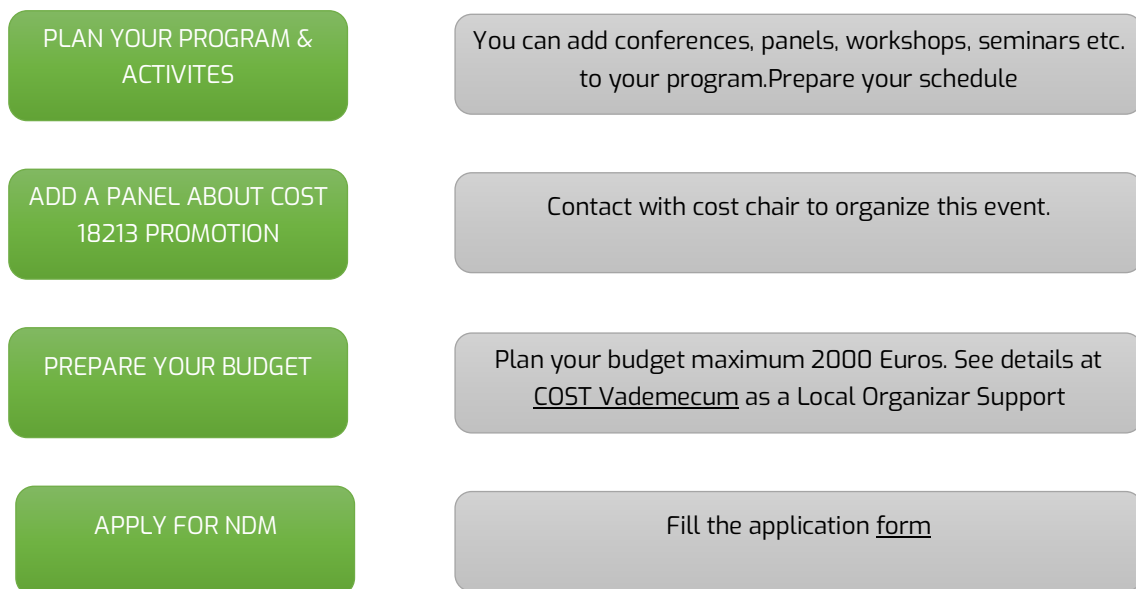 PLAN YOUR PROGRAM &
ACTIVITES
You can add conferences, panels, workshops, seminars etc.
to your program.Prepare your schedule
ADD A PANEL ABOUT COST
18213 PROMOTION
Contact with cost chair to organize this event.
PREPARE YOUR BUDGET
Plan your budget maximum 2000 Euros. See details at
COST Vademecum as a Local Organizar Support
APPLY FOR NDM
Fill the application form